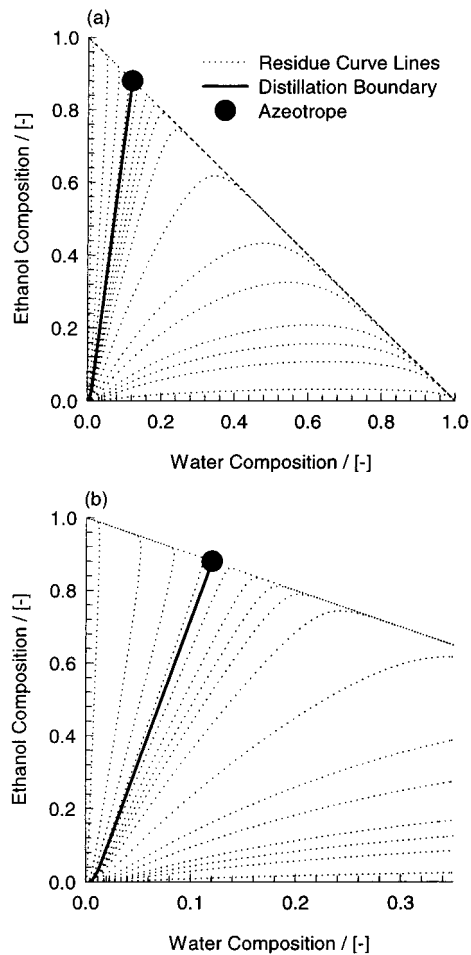 (a)
1.0
0.8
0.6
0.4
0.2
0.0
Ethanol Composition / [-]
Residue Curve Lines
Distillation Boundary
Azeotrope
0.0 0.2 0.4 0.6 0.8 1.0
Water Composition / [-]
(b)
1.0
0.8
0.6
0.4
0.2
0.0
Ethanol Composition / [-]
0.0 0.1 0.2 0.3
Water Composition / [-]